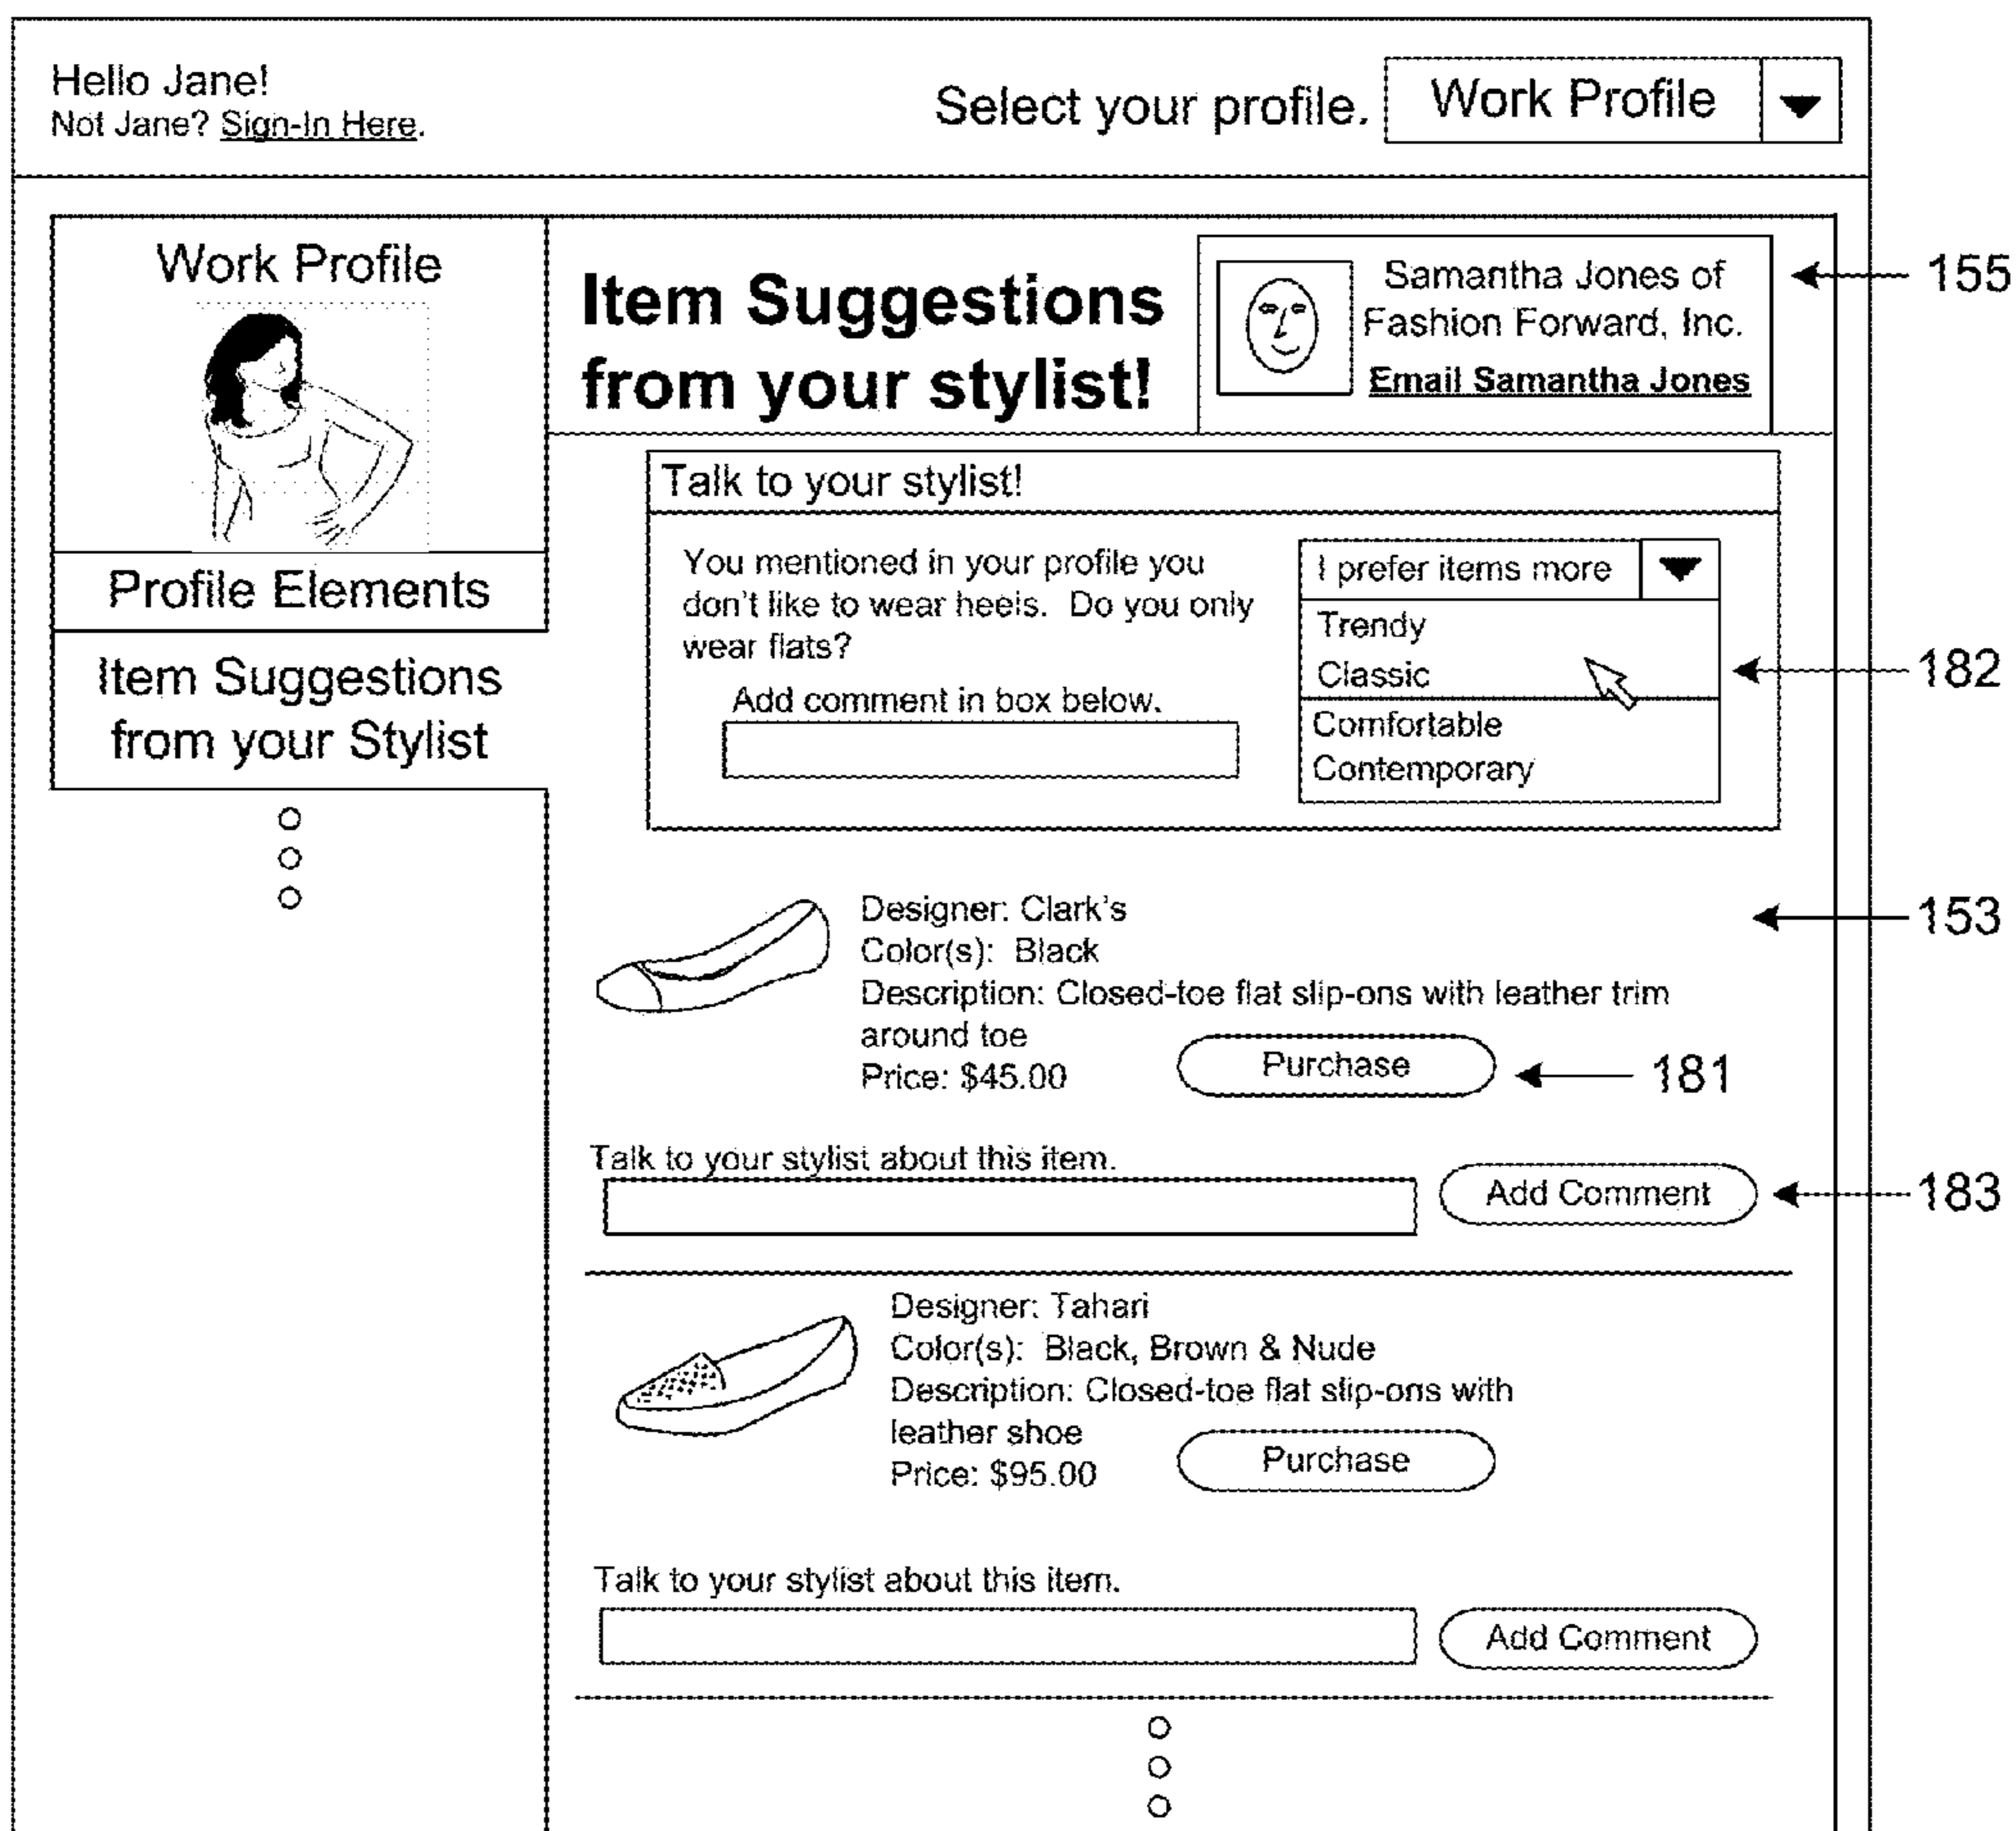 Hello Jane!
Not Jane? Sign-In Here.
Select your profile.
Work Profile
Work Profile
Profile Elements
Item Suggestions
from your Stylist
Item Suggestions
from your stylist!
Samantha Jones of
Fashion Forward, Inc.
Email Samantha Jones
155
Talk to your stylist!
You mentioned in your profile you
don't like to wear heels. Do you only
wear flats?
Add comment in box below.
I prefer items more
Trendy
Classic
Comfortable
Contemporary
182
153
Designer: Clark's
Color(s): Black
Description: Closed-toe flat slip-ons with leather trim
around toe
Price: $45.00
Purchase
181
Talk to your stylist about this item.
Add Comment
183
Designer: Tahari
Color(s): Black, Brown & Nude
Description: Closed-toe flat slip-ons with
leather shoe
Price: $95.00
Purchase
Talk to your stylist about this item.
Add Comment